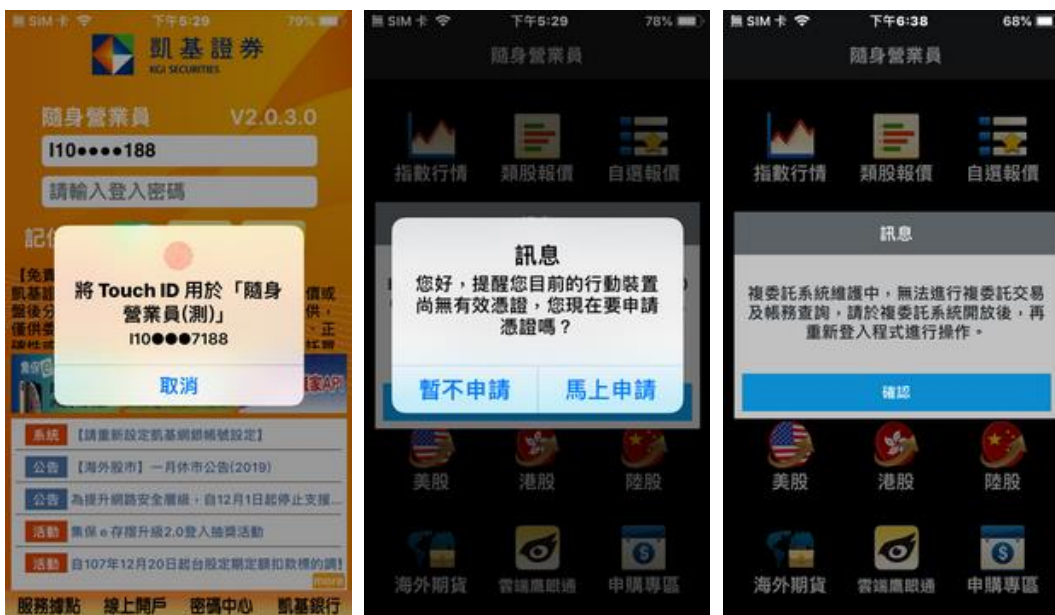 無 SIM 卡 下午5:29 79%
凱基證券
KGI SECURITIES
隨身營業員 V2.0.3.0
I10●●●●188
請輸入登入密碼
將 Touch ID 用於「隨身
營業員(測)」
I10●●●7188
取消
系統 【請重新設定凱基網銀帳號設定】
公告 【海外股市】一月休市公告(2019)
公告 為提升網路安全層級,自12月1日起停止支援...
活動 集保e存摺升級2.0登入抽獎活動
活動 自107年12月20日起台股定期定額扣款標的調
more
服務據點 線上開戶 密碼中心 凱基銀行
無 SIM 卡 下午5:29 78%
隨身營業員
指數行情 類股報價 自選報價
訊息
您好,提醒您目前的行動裝置
尚無有效憑證,您現在要申請
憑證嗎?
暫不申請 馬上申請
美股 港股 陸股
海外期貨 雲端鷹眼通 申購專區
無 SIM 卡 下午6:38 68%
隨身營業員
指數行情 類股報價 自選報價
訊息
複委託系統維護中,無法進行複委託交易
及帳務查詢,請於複委託系統開放後,再
重新登入程式進行操作。
確認
美股 港股 陸股
海外期貨 雲端鷹眼通 申購專區